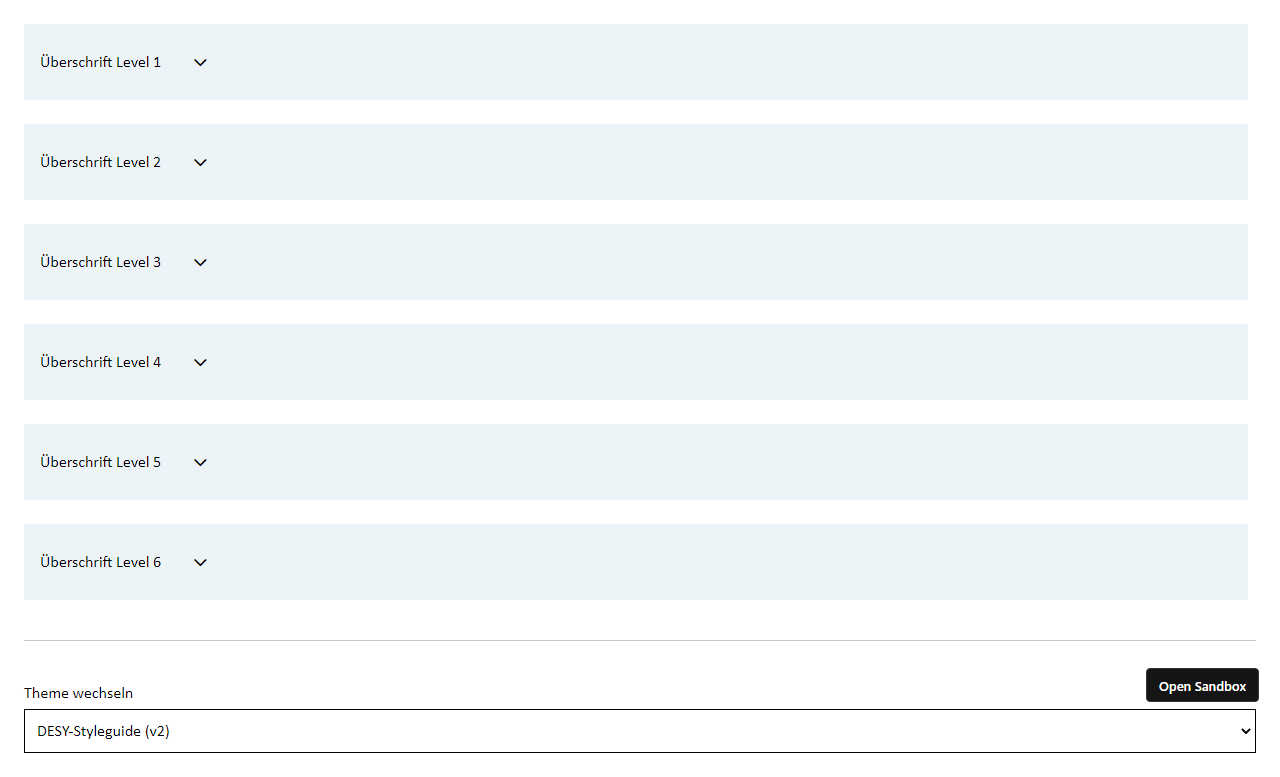 Überschrift Level 1
Überschrift Level 2
Überschrift Level 3
Überschrift Level 4
Überschrift Level 5
Überschrift Level 6
Theme wechseln
Open Sandbox
DESY-Styleguide (v2)